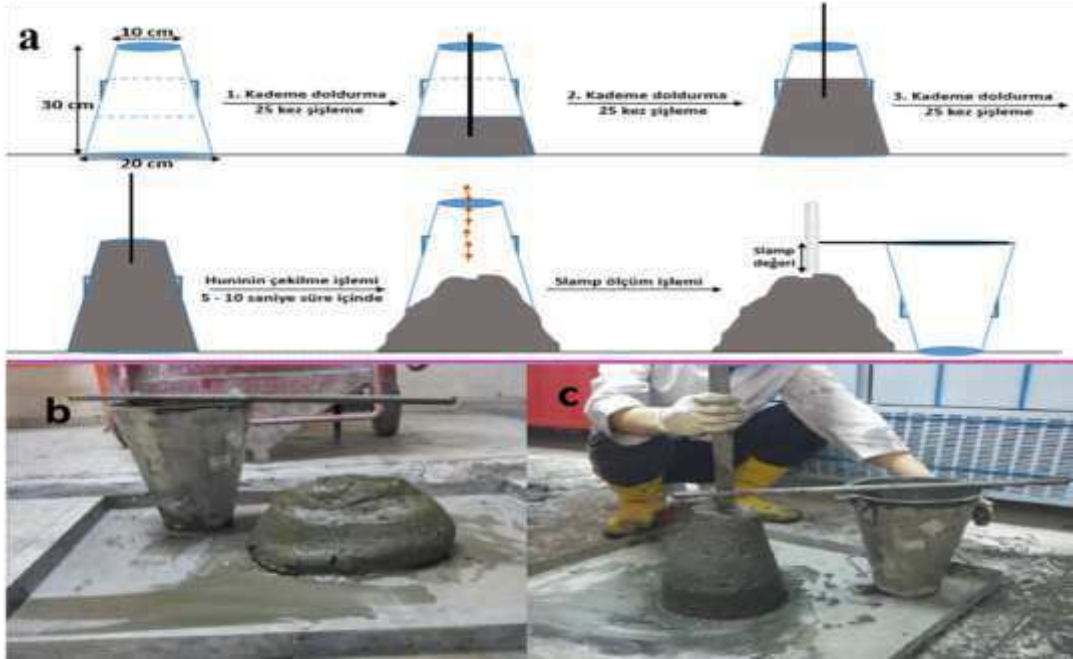 a
10 cm
30 cm
20 cm
1. Kademe doldurma
25 kez şişleme
2. Kademe doldurma
25 kez şişleme
3. Kademe doldurma
25 kez şişleme
Huninin çekilme işlemi
5 - 10 saniye süre içinde
Slamp ölçüm işlemi
Slamp
değeri
b
c